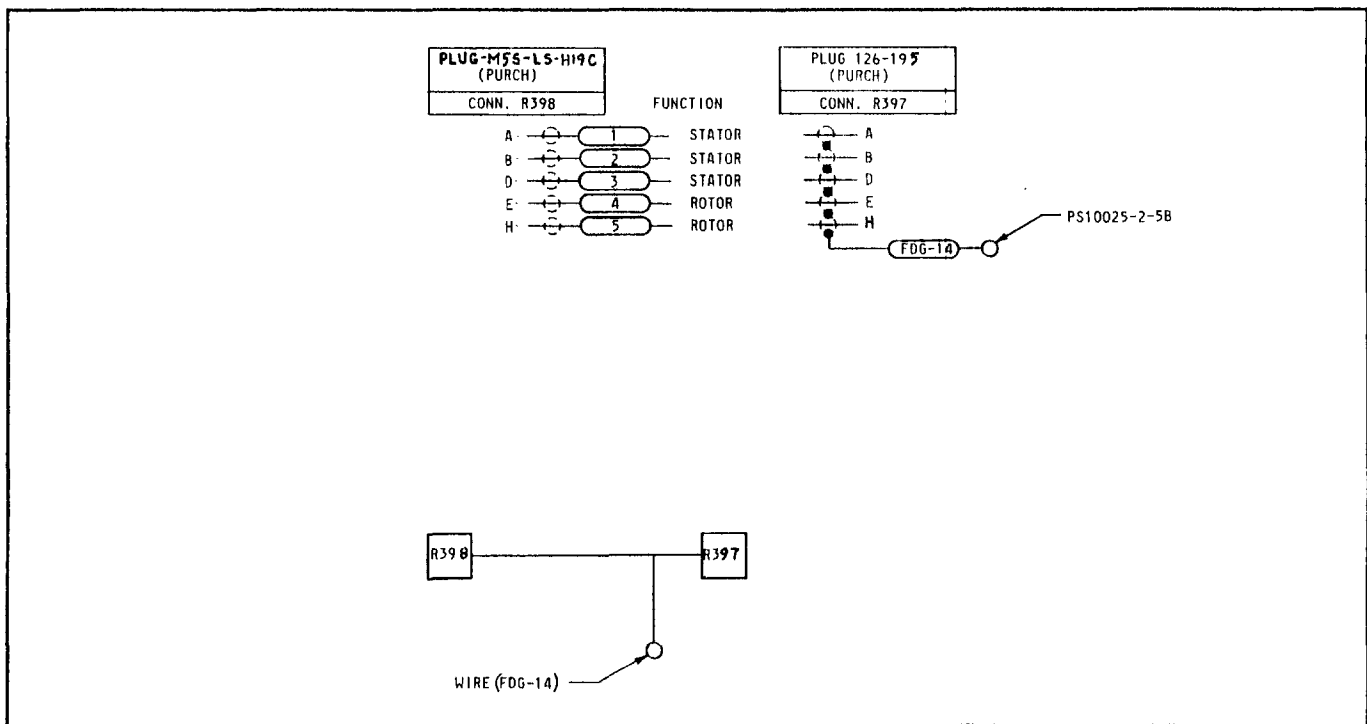 PLUG-M5S-LS-H19C
(PURCH)
CONN. R398
FUNCTION
PLUG 126-195
(PURCH)
CONN. R397
A 1 STATOR A
B 2 STATOR B
D 3 STATOR D
E 4 ROTOR E
H 5 ROTOR H
PS10025-2-5B
FDG-14
R398
R397
WIRE (FDG-14)